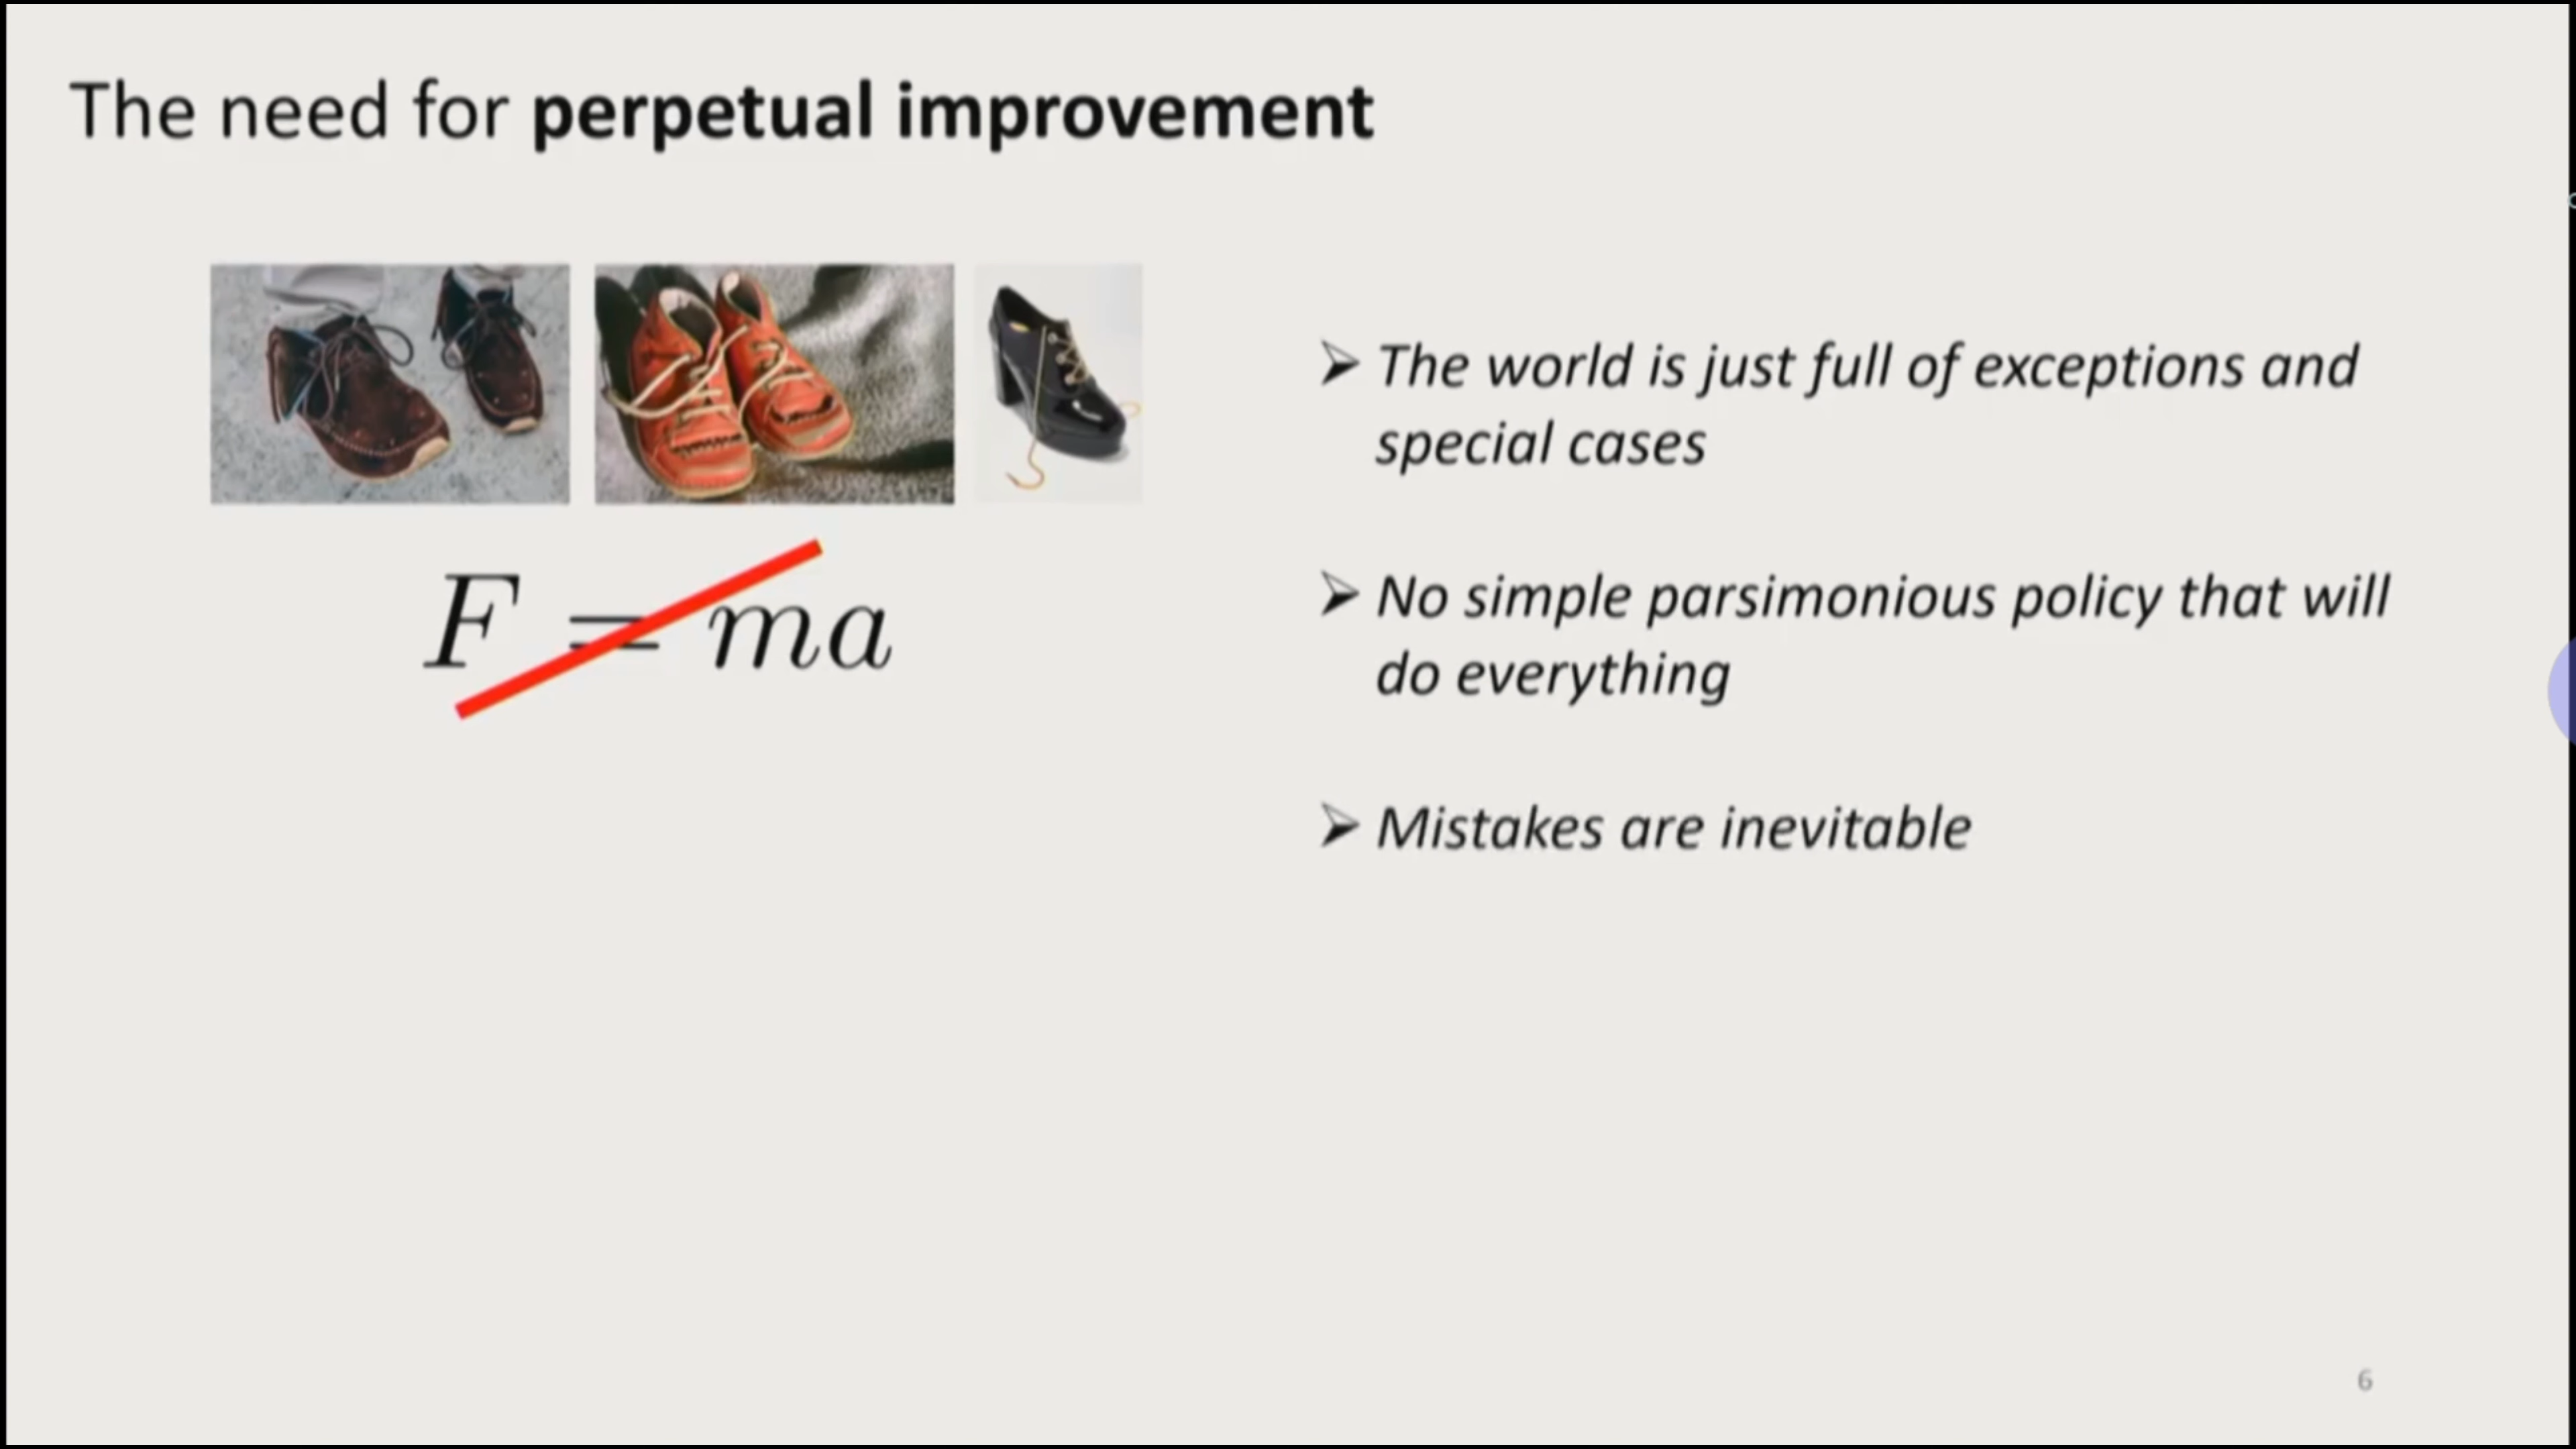 The need for perpetual improvement
F = ma
➢ The world is just full of exceptions and
special cases
➢ No simple parsimonious policy that will
do everything
➢ Mistakes are inevitable
6